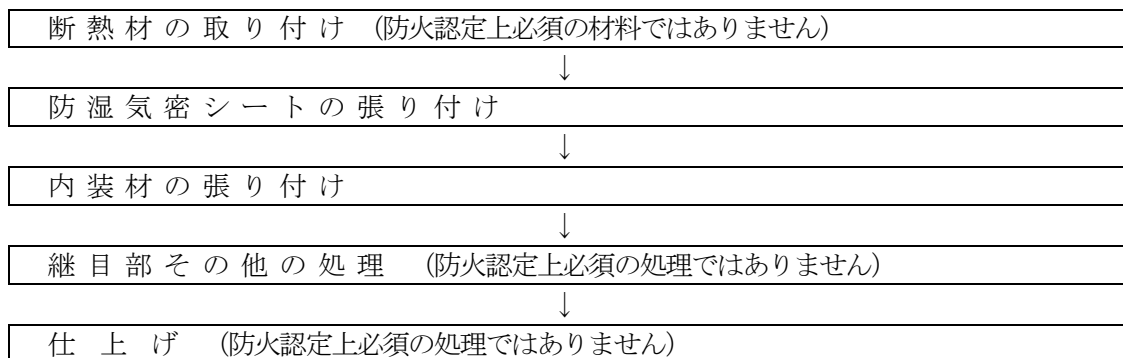 断熱材の取り付け (防火認定上必須の材料ではありません)
↓
防湿気密シートの張り付け
↓
内装材の張り付け
↓
継目部その他の処理 (防火認定上必須の処理ではありません)
↓
仕上げ (防火認定上必須の処理ではありません)